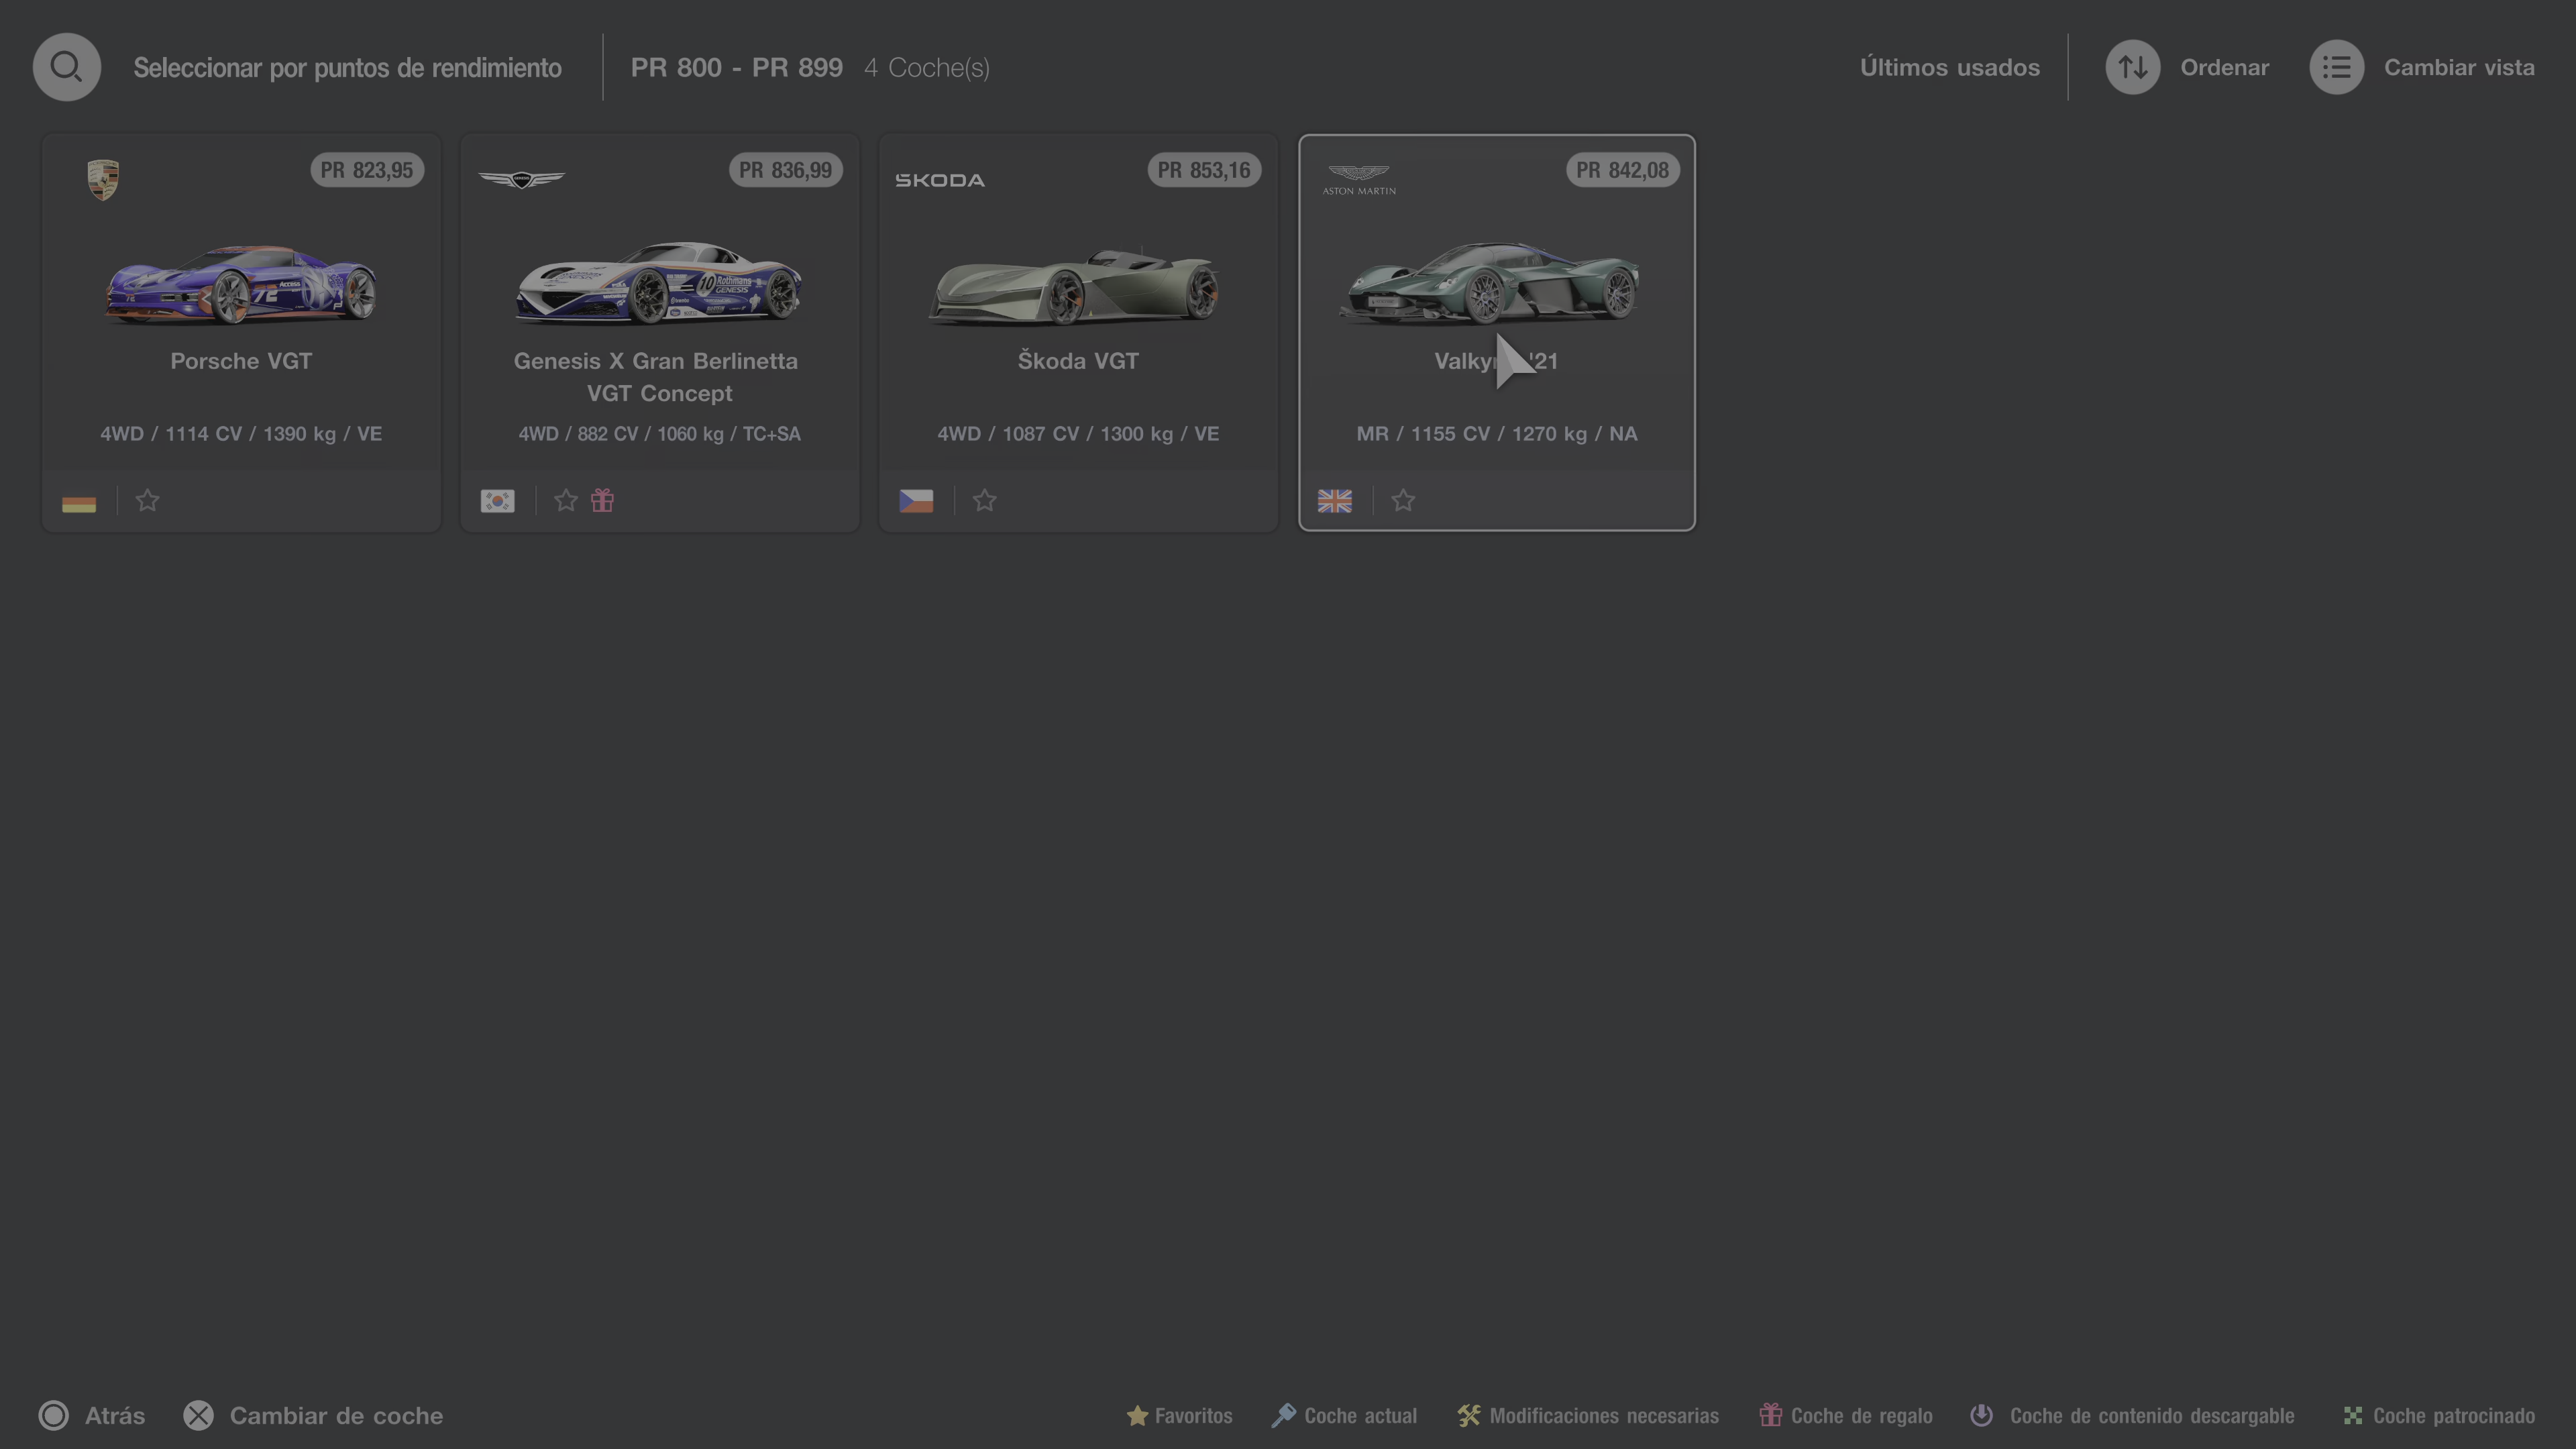 Seleccionar por puntos de rendimiento
PR 800 - PR 899 4 Coche(s)
Últimos usados
Ordenar
Cambiar vista
PR 823,95
Porsche VGT
4WD / 1114 CV / 1390 kg / VE
PR 836,99
10 Rothmans
GENESIS
Genesis X Gran Berlinetta
VGT Concept
4WD / 882 CV / 1060 kg / TC+SA
ŠKODA
PR 853,16
Škoda VGT
4WD / 1087 CV / 1300 kg / VE
ASTON MARTIN
PR 842,08
'21
MR / 1155 CV / 1270 kg / NA
Atrás
Cambiar de coche
Favoritos
Coche actual
Modificaciones necesarias
Coche de regalo
Coche de contenido descargable
Coche patrocinado